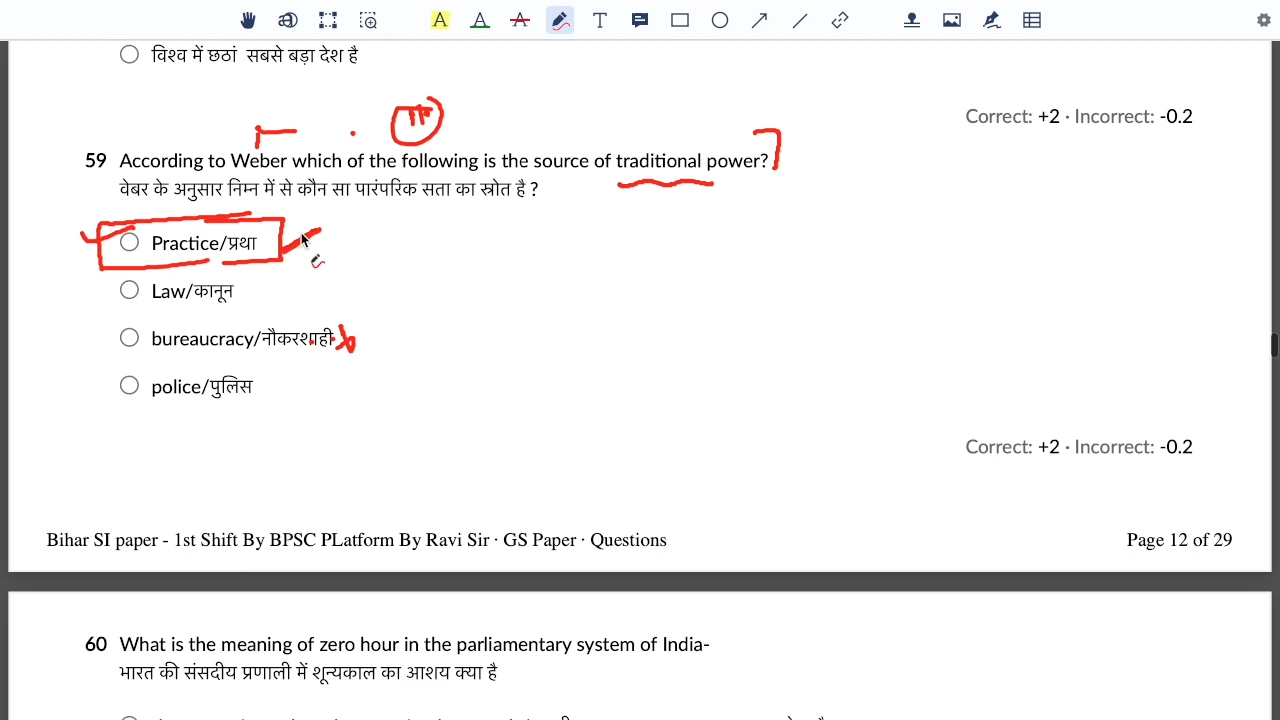 विश्व में छठां सबसे बड़ा देश है
Correct: +2 · Incorrect: -0.2
59 According to Weber which of the following is the source of traditional power?
वेबर के अनुसार निम्न में से कौन सा पारंपरिक सता का स्रोत है ?
Practice/प्रथा
Law/कानून
bureaucracy/नौकरशाही
police/पुलिस
Correct: +2 · Incorrect: -0.2
Bihar SI paper - 1st Shift By BPSC PLatform By Ravi Sir · GS Paper · Questions Page 12 of 29
60 What is the meaning of zero hour in the parliamentary system of India-
भारत की संसदीय प्रणाली में शून्यकाल का आशय क्या है